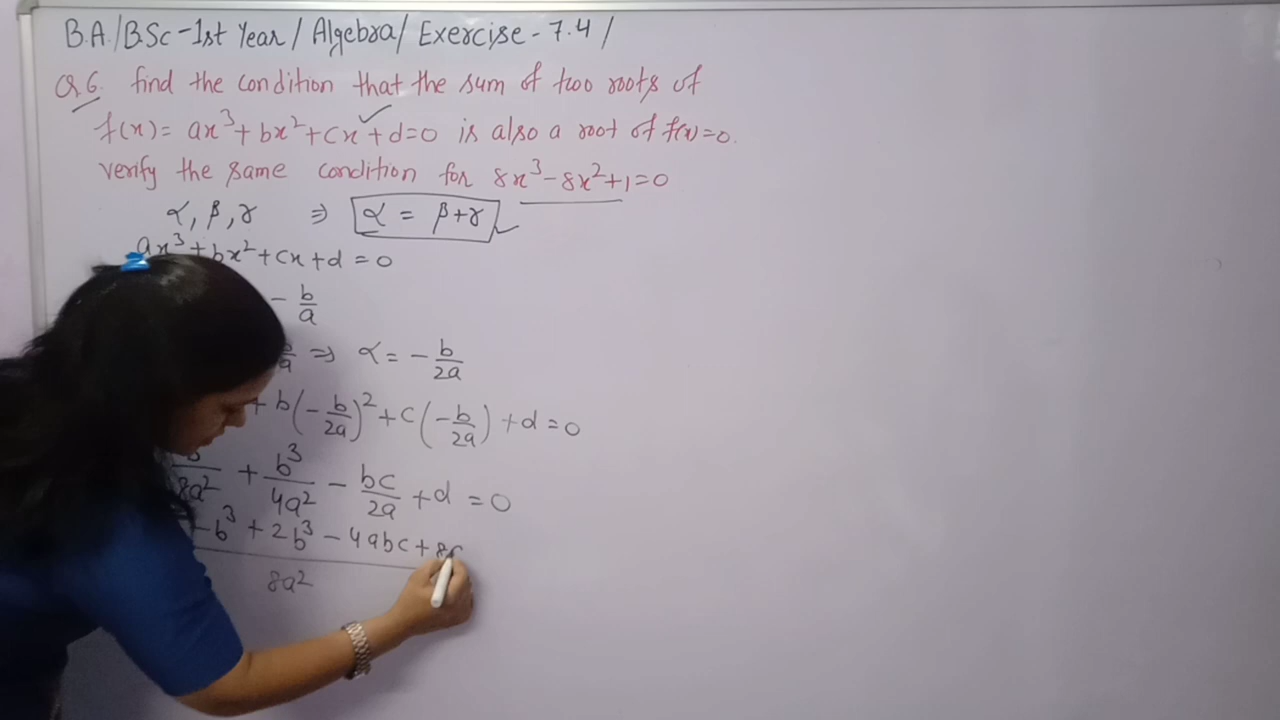 B.A./B.Sc-1st Year/ Algebra/ Exercise-7.4/
Q.6. find the condition that the sum of two roots of
f(x)= ax³+bx²+cx+d=0 is also a root of f(x)=0.
verify the same condition for 8x³-8x²+1=0
α, β, γ ⇒ α = β+γ
ax³+bx²+cx+d=0
- b/a
⇒ α = - b/2a
+ b(-b/2a)² + c(-b/2a) + d = 0
8a² + b³/4a² - bc/2a + d = 0
-b³ + 2b³ - 4abc + 8
8a²